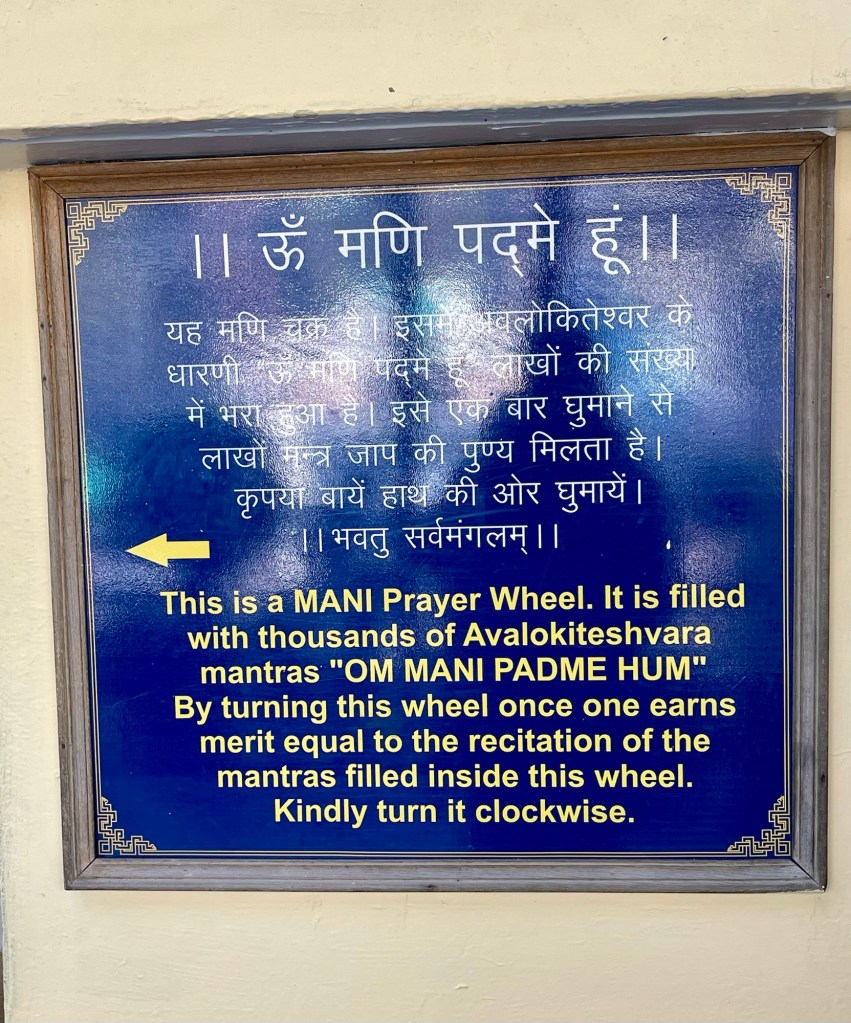 ।। ऊँ मणि पद्मे हूं।।
यह मणि चक्र है। इसमें अवलोकितेश्वर के
धारणी "ऊँ मणि पद्मे हूं" लाखों की संख्या
में भरा हुआ है। इसे एक बार घुमाने से
लाखों मन्त्र जाप की पुण्य मिलता है।
कृपया बायें हाथ की ओर घुमायें।
।।भवतु सर्वमंगलम्।।
This is a MANI Prayer Wheel. It is filled
with thousands of Avalokiteshvara
mantras "OM MANI PADME HUM"
By turning this wheel once one earns
merit equal to the recitation of the
mantras filled inside this wheel.
Kindly turn it clockwise.